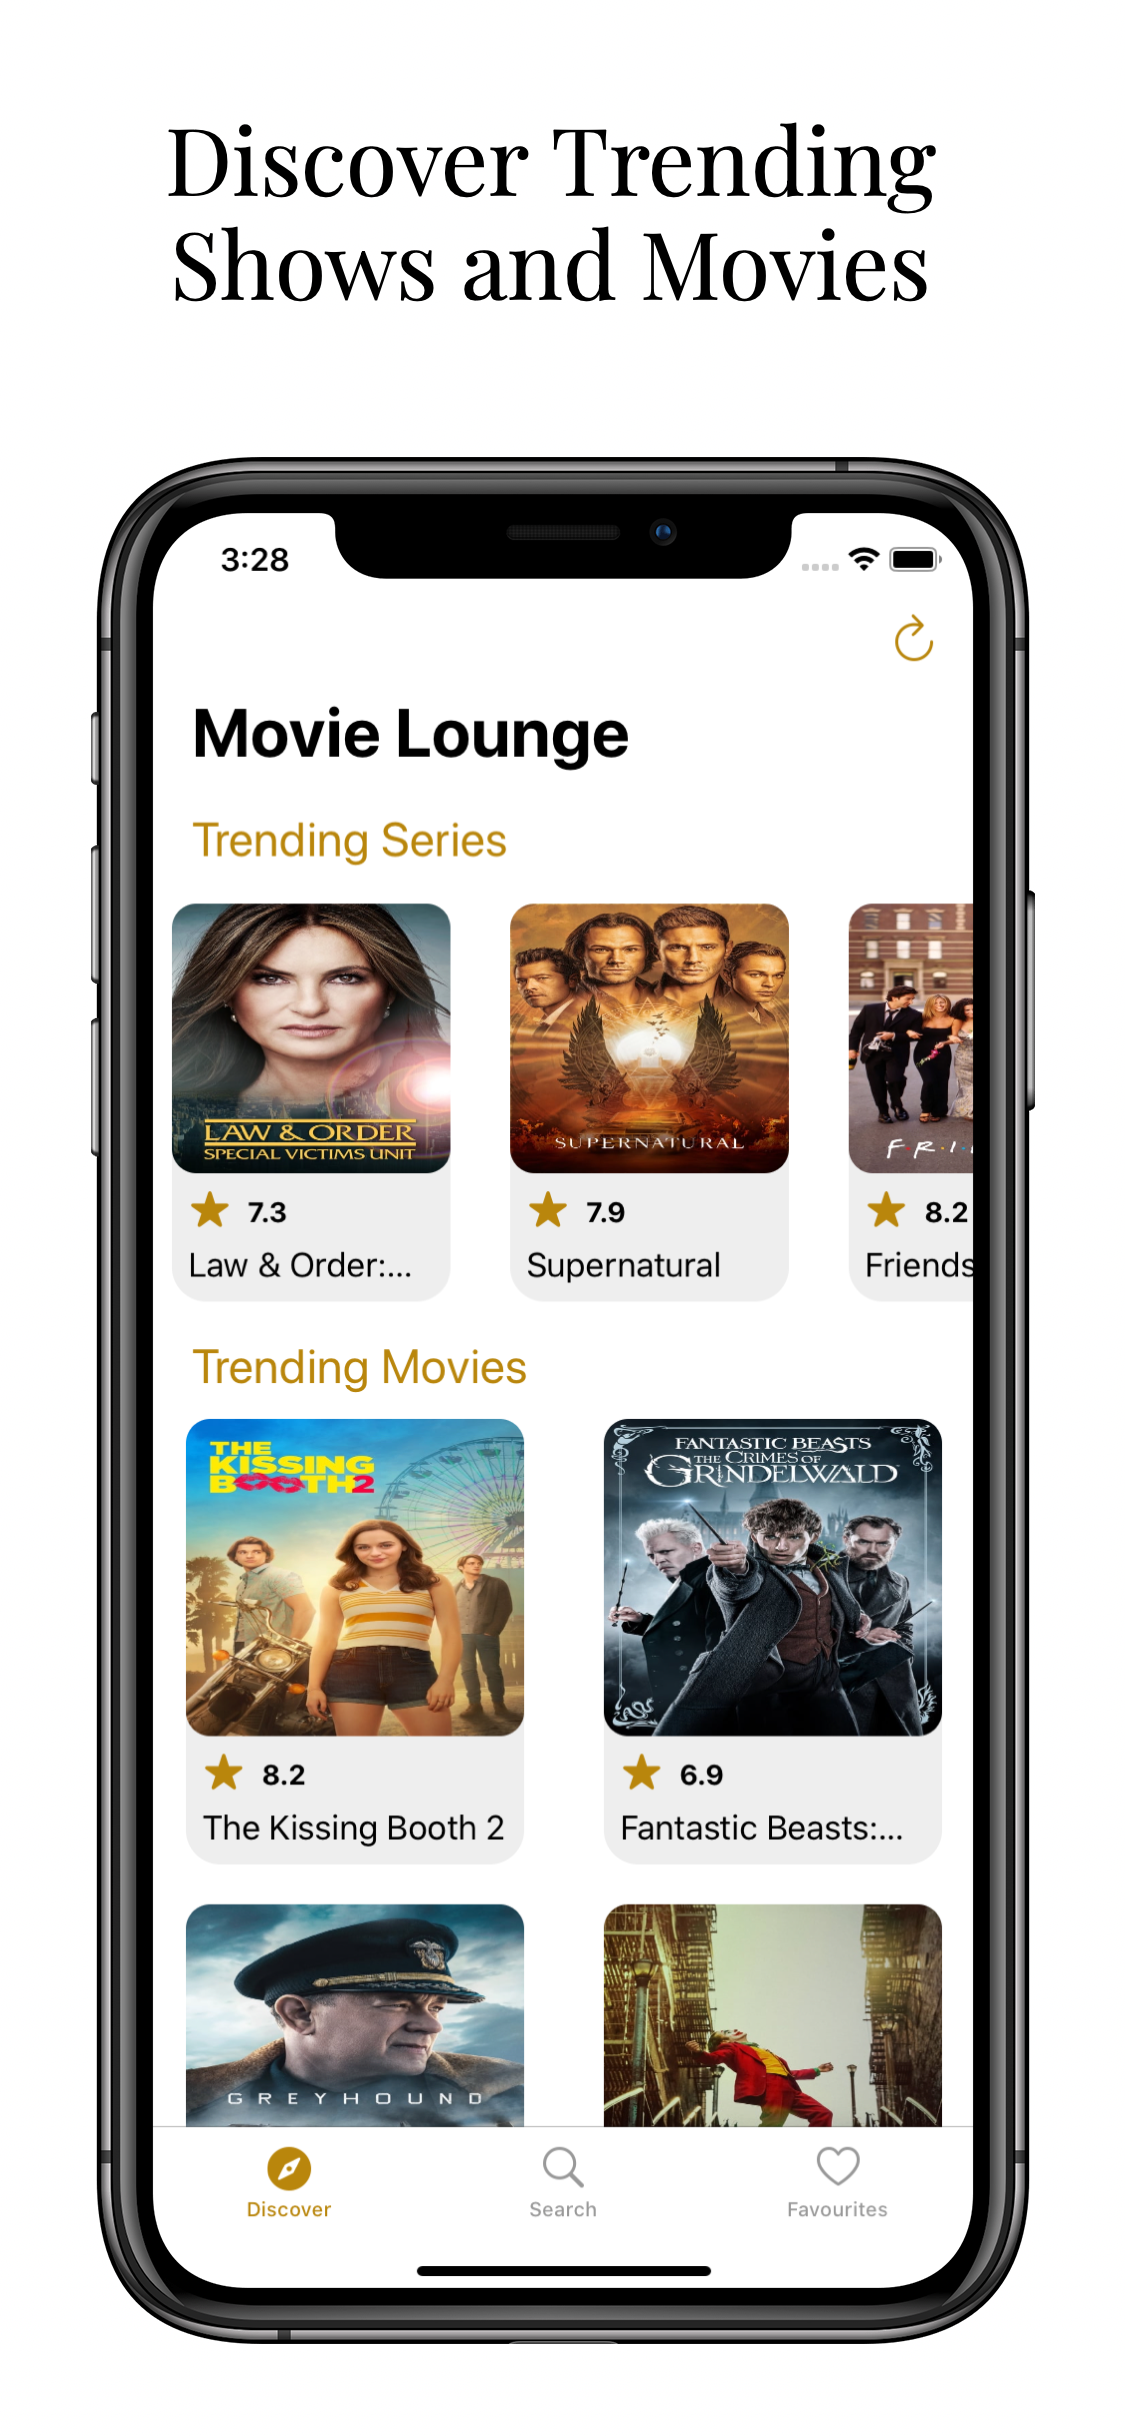 Discover Trending
Shows and Movies
3:28
Movie Lounge
Trending Series
LAW & ORDER
SPECIAL VICTIMS UNIT
SUPERNATURAL
F·R·I·
7.3
7.9
8.2
Law & Order:...
Supernatural
Friends
Trending Movies
THE
KISSING
BOOTH2
FANTASTIC BEASTS
THE CRIMES OF
GRINDELWALD
8.2
6.9
The Kissing Booth 2
Fantastic Beasts:...
GREYHOUND
Discover
Search
Favourites